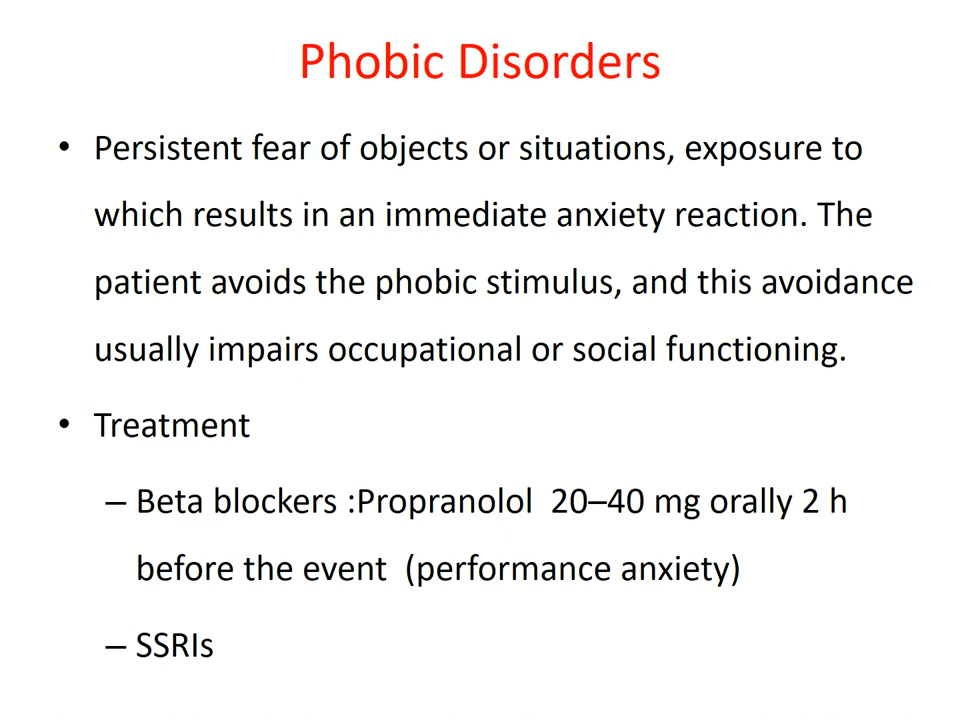 Phobic Disorders
• Persistent fear of objects or situations, exposure to
which results in an immediate anxiety reaction. The
patient avoids the phobic stimulus, and this avoidance
usually impairs occupational or social functioning.
• Treatment
– Beta blockers :Propranolol  20–40 mg orally 2 h
before the event  (performance anxiety)
– SSRIs